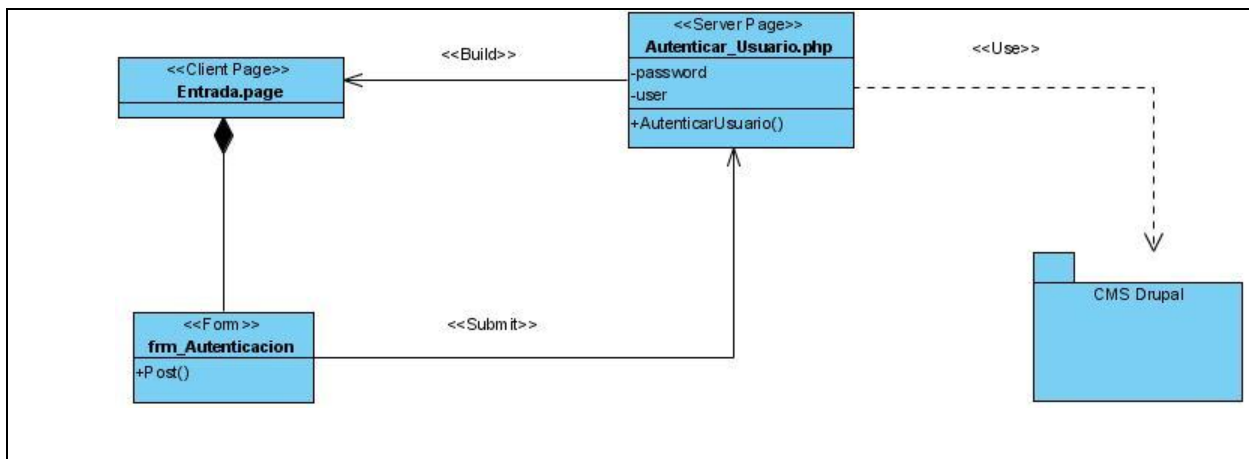 <<Server Page>>
Autenticar_Usuario.php
-password
-user
+AutenticarUsuario()
<<Build>>
<<Use>>
<<Client Page>>
Entrada.page
CMS Drupal
<<Form>>
frm_Autenticacion
+Post()
<<Submit>>